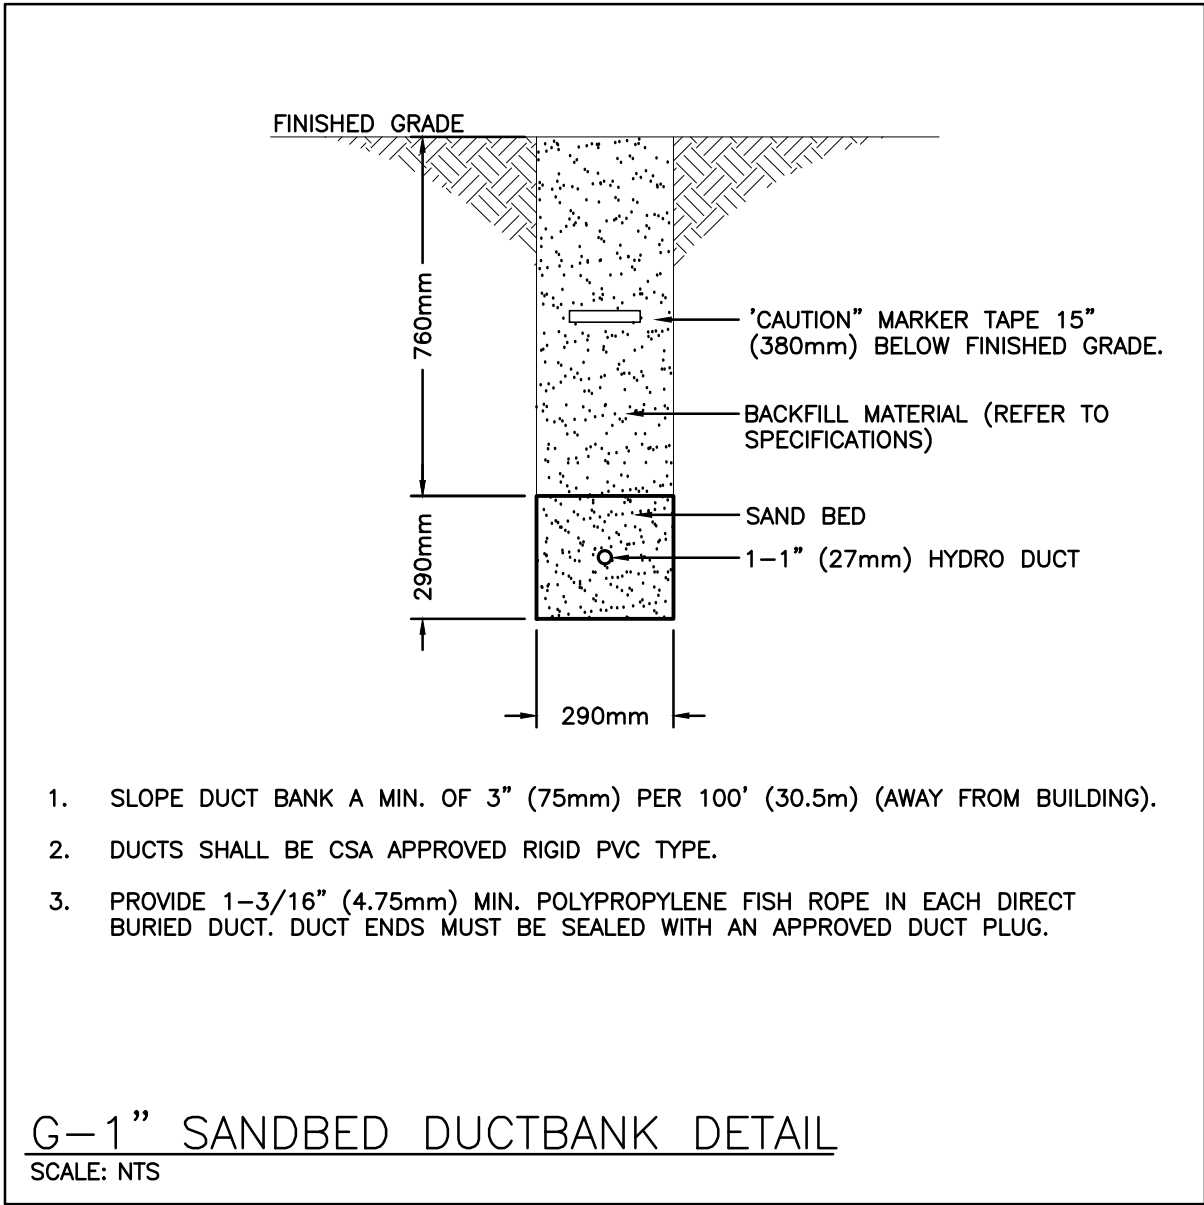 FINISHED GRADE
760mm
'CAUTION" MARKER TAPE 15"
(380mm) BELOW FINISHED GRADE.
BACKFILL MATERIAL (REFER TO
SPECIFICATIONS)
290mm
SAND BED
1-1" (27mm) HYDRO DUCT
290mm
1. SLOPE DUCT BANK A MIN. OF 3" (75mm) PER 100' (30.5m) (AWAY FROM BUILDING).
2. DUCTS SHALL BE CSA APPROVED RIGID PVC TYPE.
3. PROVIDE 1-3/16" (4.75mm) MIN. POLYPROPYLENE FISH ROPE IN EACH DIRECT
BURIED DUCT. DUCT ENDS MUST BE SEALED WITH AN APPROVED DUCT PLUG.
G-1" SANDBED DUCTBANK DETAIL
SCALE: NTS